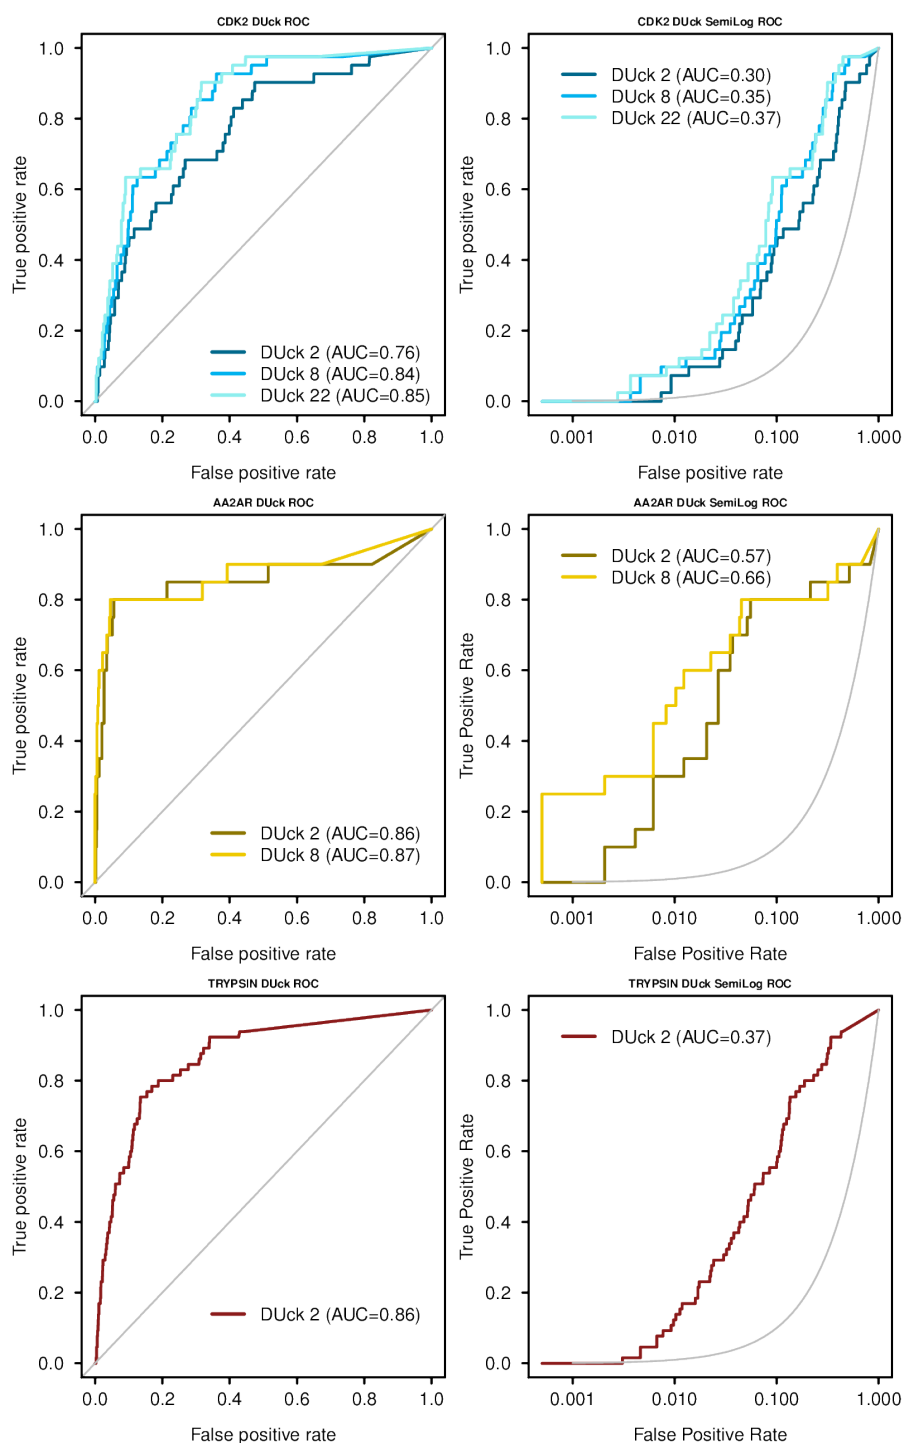 CDK2 DUck ROC
True positive rate
1.0
0.8
0.6
0.4
0.2
0.0
DUck 2 (AUC=0.76)
DUck 8 (AUC=0.84)
DUck 22 (AUC=0.85)
0.0 0.2 0.4 0.6 0.8 1.0
False positive rate
CDK2 DUck SemiLog ROC
True positive rate
1.0
0.8
0.6
0.4
0.2
0.0
DUck 2 (AUC=0.30)
DUck 8 (AUC=0.35)
DUck 22 (AUC=0.37)
0.001 0.010 0.100 1.000
False positive rate
AA2AR DUck ROC
True positive rate
1.0
0.8
0.6
0.4
0.2
0.0
DUck 2 (AUC=0.86)
DUck 8 (AUC=0.87)
0.0 0.2 0.4 0.6 0.8 1.0
False positive rate
AA2AR DUck SemiLog ROC
True Positive Rate
1.0
0.8
0.6
0.4
0.2
0.0
DUck 2 (AUC=0.57)
DUck 8 (AUC=0.66)
0.001 0.010 0.100 1.000
False Positive Rate
TRYPSIN DUck ROC
True positive rate
1.0
0.8
0.6
0.4
0.2
0.0
DUck 2 (AUC=0.86)
0.0 0.2 0.4 0.6 0.8 1.0
False positive rate
TRYPSIN DUck SemiLog ROC
True Positive Rate
1.0
0.8
0.6
0.4
0.2
0.0
DUck 2 (AUC=0.37)
0.001 0.010 0.100 1.000
False Positive Rate